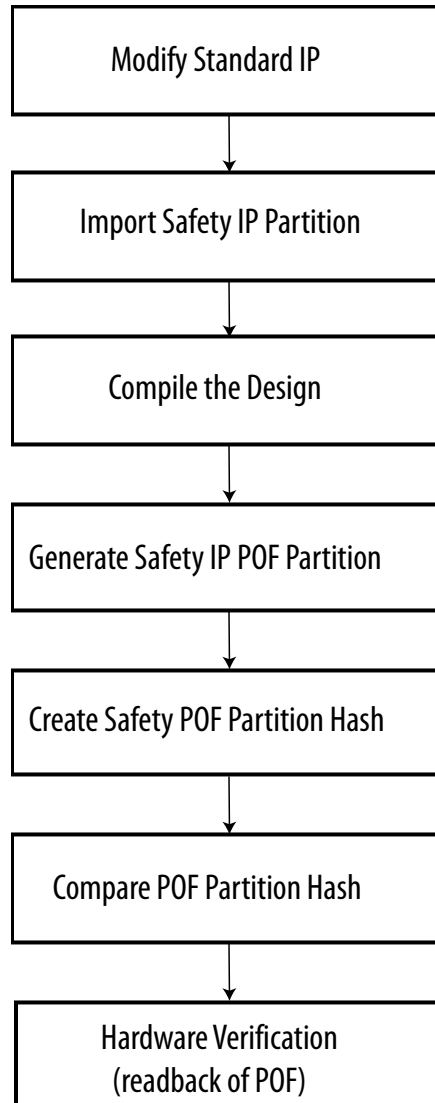 Modify Standard IP
Import Safety IP Partition
Compile the Design
Generate Safety IP POF Partition
Create Safety POF Partition Hash
Compare POF Partition Hash
Hardware Verification
(readback of POF)